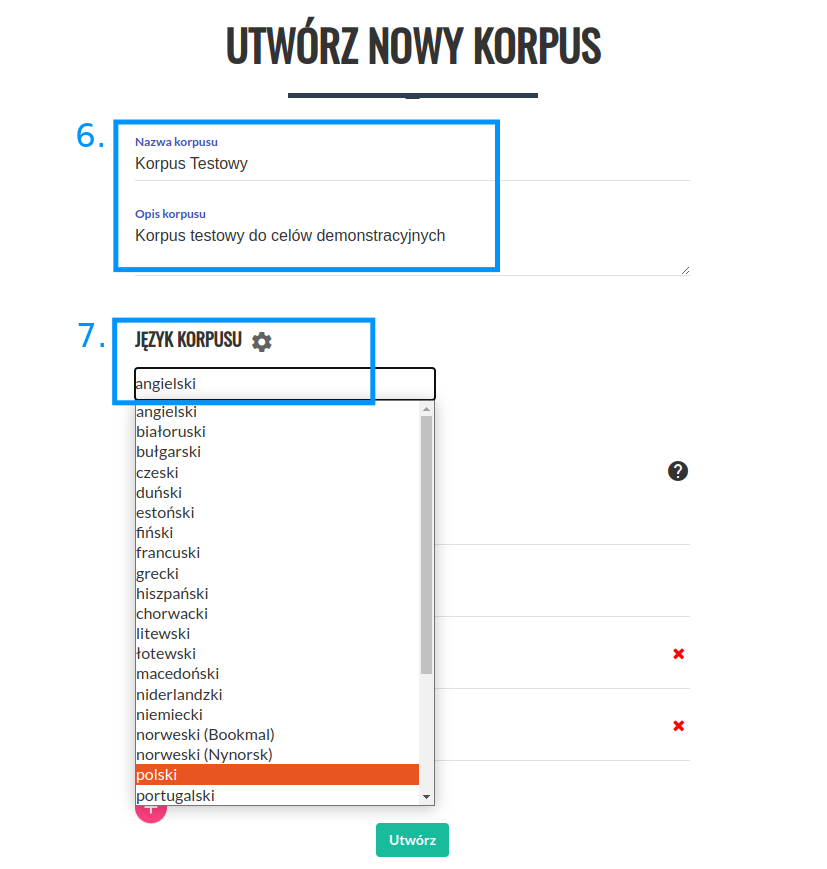 UTWÓRZ NOWY KORPUS
6.
Nazwa korpusu
Korpus Testowy
Opis korpusu
Korpus testowy do celów demonstracyjnych
7.
JĘZYK KORPUSU
angielski
angielski
białoruski
bułgarski
czeski
duński
estoński
fiński
francuski
grecki
hiszpański
chorwacki
litewski
łotewski
macedoński
niderlandzki
niemiecki
norweski (Bookmal)
norweski (Nynorsk)
polski
portugalski
Utwórz